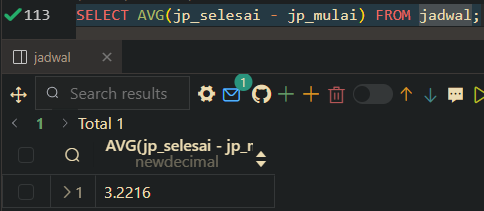 113 SELECT AVG(jp_selesai - jp_mulai) FROM jadwal;
jadwal
Search results
1
1 Total 1
AVG(jp_selesai - jp_r
newdecimal
1 3.2216